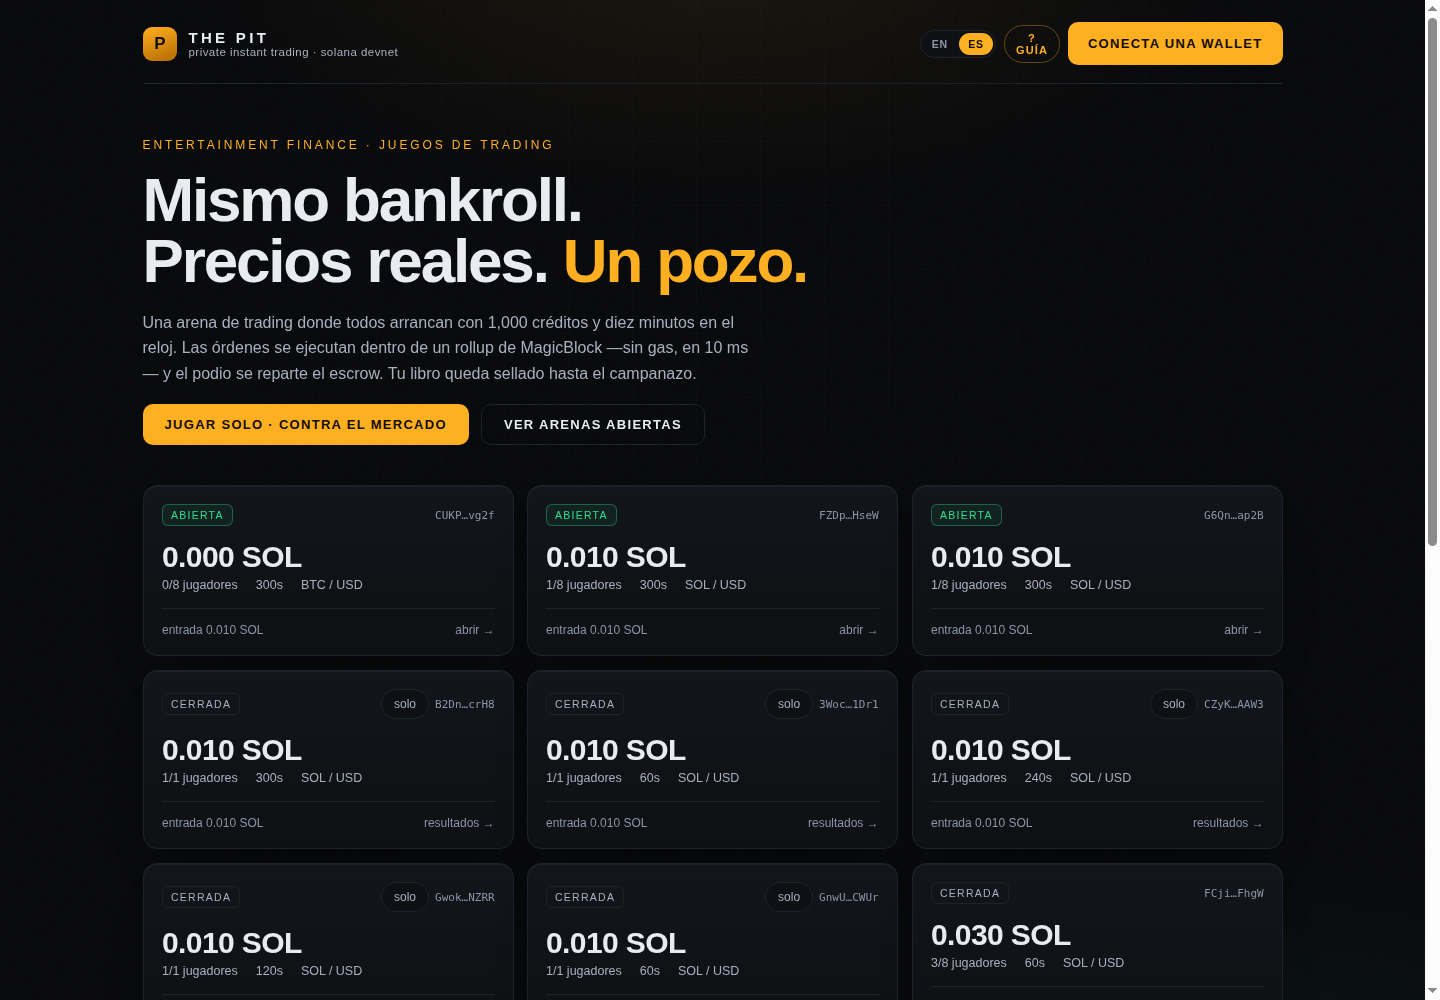 P
THE PIT
private instant trading · solana devnet
EN ES
?
GUÍA
CONECTA UNA WALLET
ENTERTAINMENT FINANCE · JUEGOS DE TRADING
Mismo bankroll.
Precios reales. Un pozo.
Una arena de trading donde todos arrancan con 1,000 créditos y diez minutos en el
reloj. Las órdenes se ejecutan dentro de un rollup de MagicBlock —sin gas, en 10 ms
— y el podio se reparte el escrow. Tu libro queda sellado hasta el campanazo.
JUGAR SOLO · CONTRA EL MERCADO
VER ARENAS ABIERTAS
ABIERTA CUKP…vg2f
0.000 SOL
0/8 jugadores 300s BTC / USD
entrada 0.010 SOL abrir →
ABIERTA FZDp…HseW
0.010 SOL
1/8 jugadores 300s SOL / USD
entrada 0.010 SOL abrir →
ABIERTA G6Qn…ap2B
0.010 SOL
1/8 jugadores 300s SOL / USD
entrada 0.010 SOL abrir →
CERRADA solo B2Dn…crH8
0.010 SOL
1/1 jugadores 300s SOL / USD
entrada 0.010 SOL resultados →
CERRADA solo 3Woc…1Dr1
0.010 SOL
1/1 jugadores 60s SOL / USD
entrada 0.010 SOL resultados →
CERRADA solo CZyK…AAW3
0.010 SOL
1/1 jugadores 240s SOL / USD
entrada 0.010 SOL resultados →
CERRADA solo Gwok…NZRR
0.010 SOL
1/1 jugadores 120s SOL / USD
CERRADA solo GnwU…CWUr
0.010 SOL
1/1 jugadores 60s SOL / USD
CERRADA FCji…FhgW
0.030 SOL
3/8 jugadores 60s SOL / USD